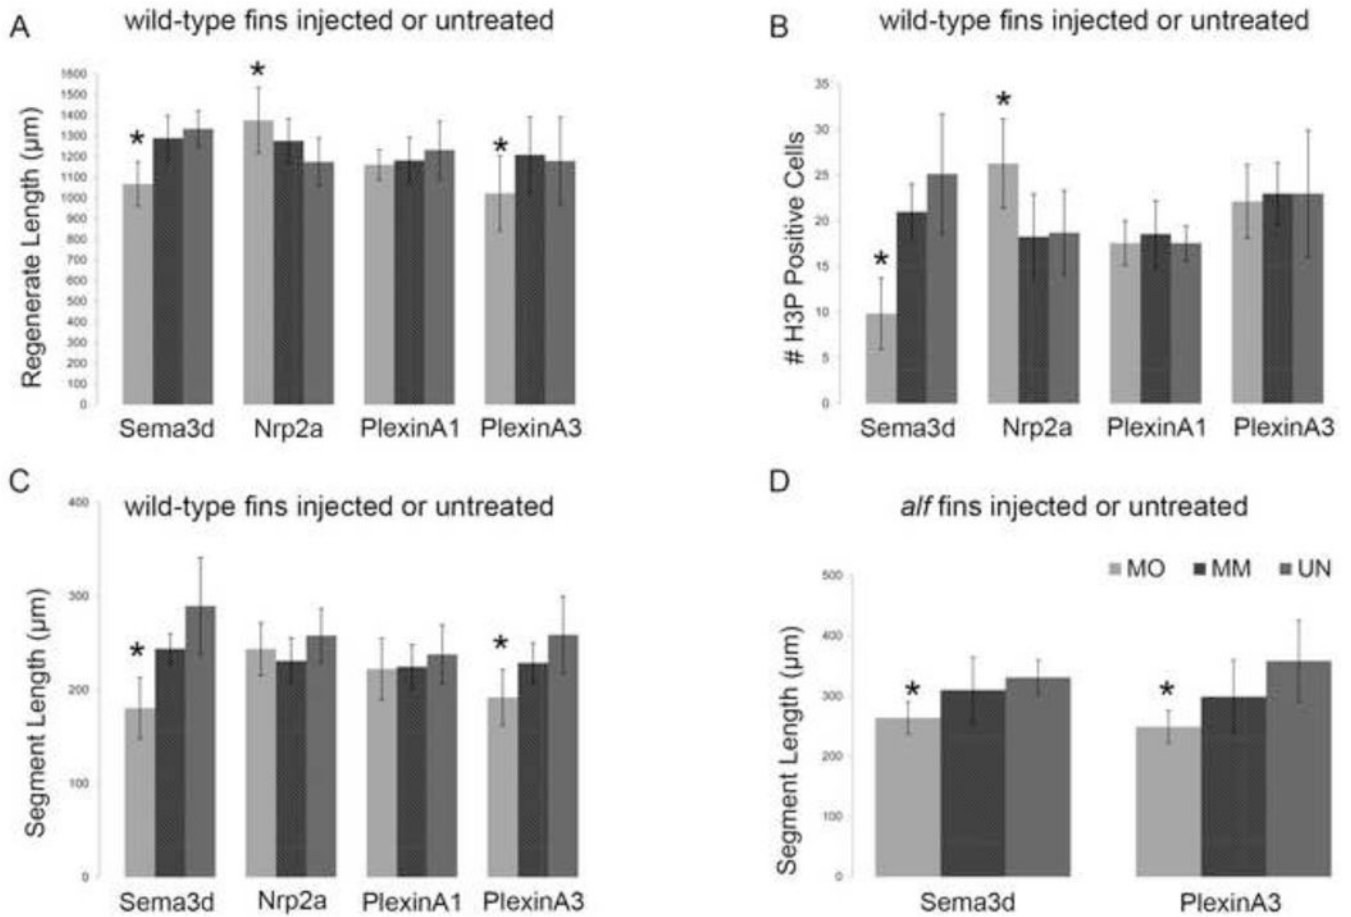 A
wild-type fins injected or untreated
Regenerate Length (μm)
1600
1400
1300
1200
1100
1000
900
800
700
600
500
400
300
200
100
0
*
*
*
Sema3d Nrp2a PlexinA1 PlexinA3
B
wild-type fins injected or untreated
# H3P Positive Cells
35
30
25
20
15
10
5
0
*
*
Sema3d Nrp2a PlexinA1 PlexinA3
C
wild-type fins injected or untreated
Segment Length (μm)
400
300
200
100
0
*
*
Sema3d Nrp2a PlexinA1 PlexinA3
D
alf fins injected or untreated
MO MM UN
Segment Length (μm)
500
400
300
200
100
0
*
*
Sema3d PlexinA3